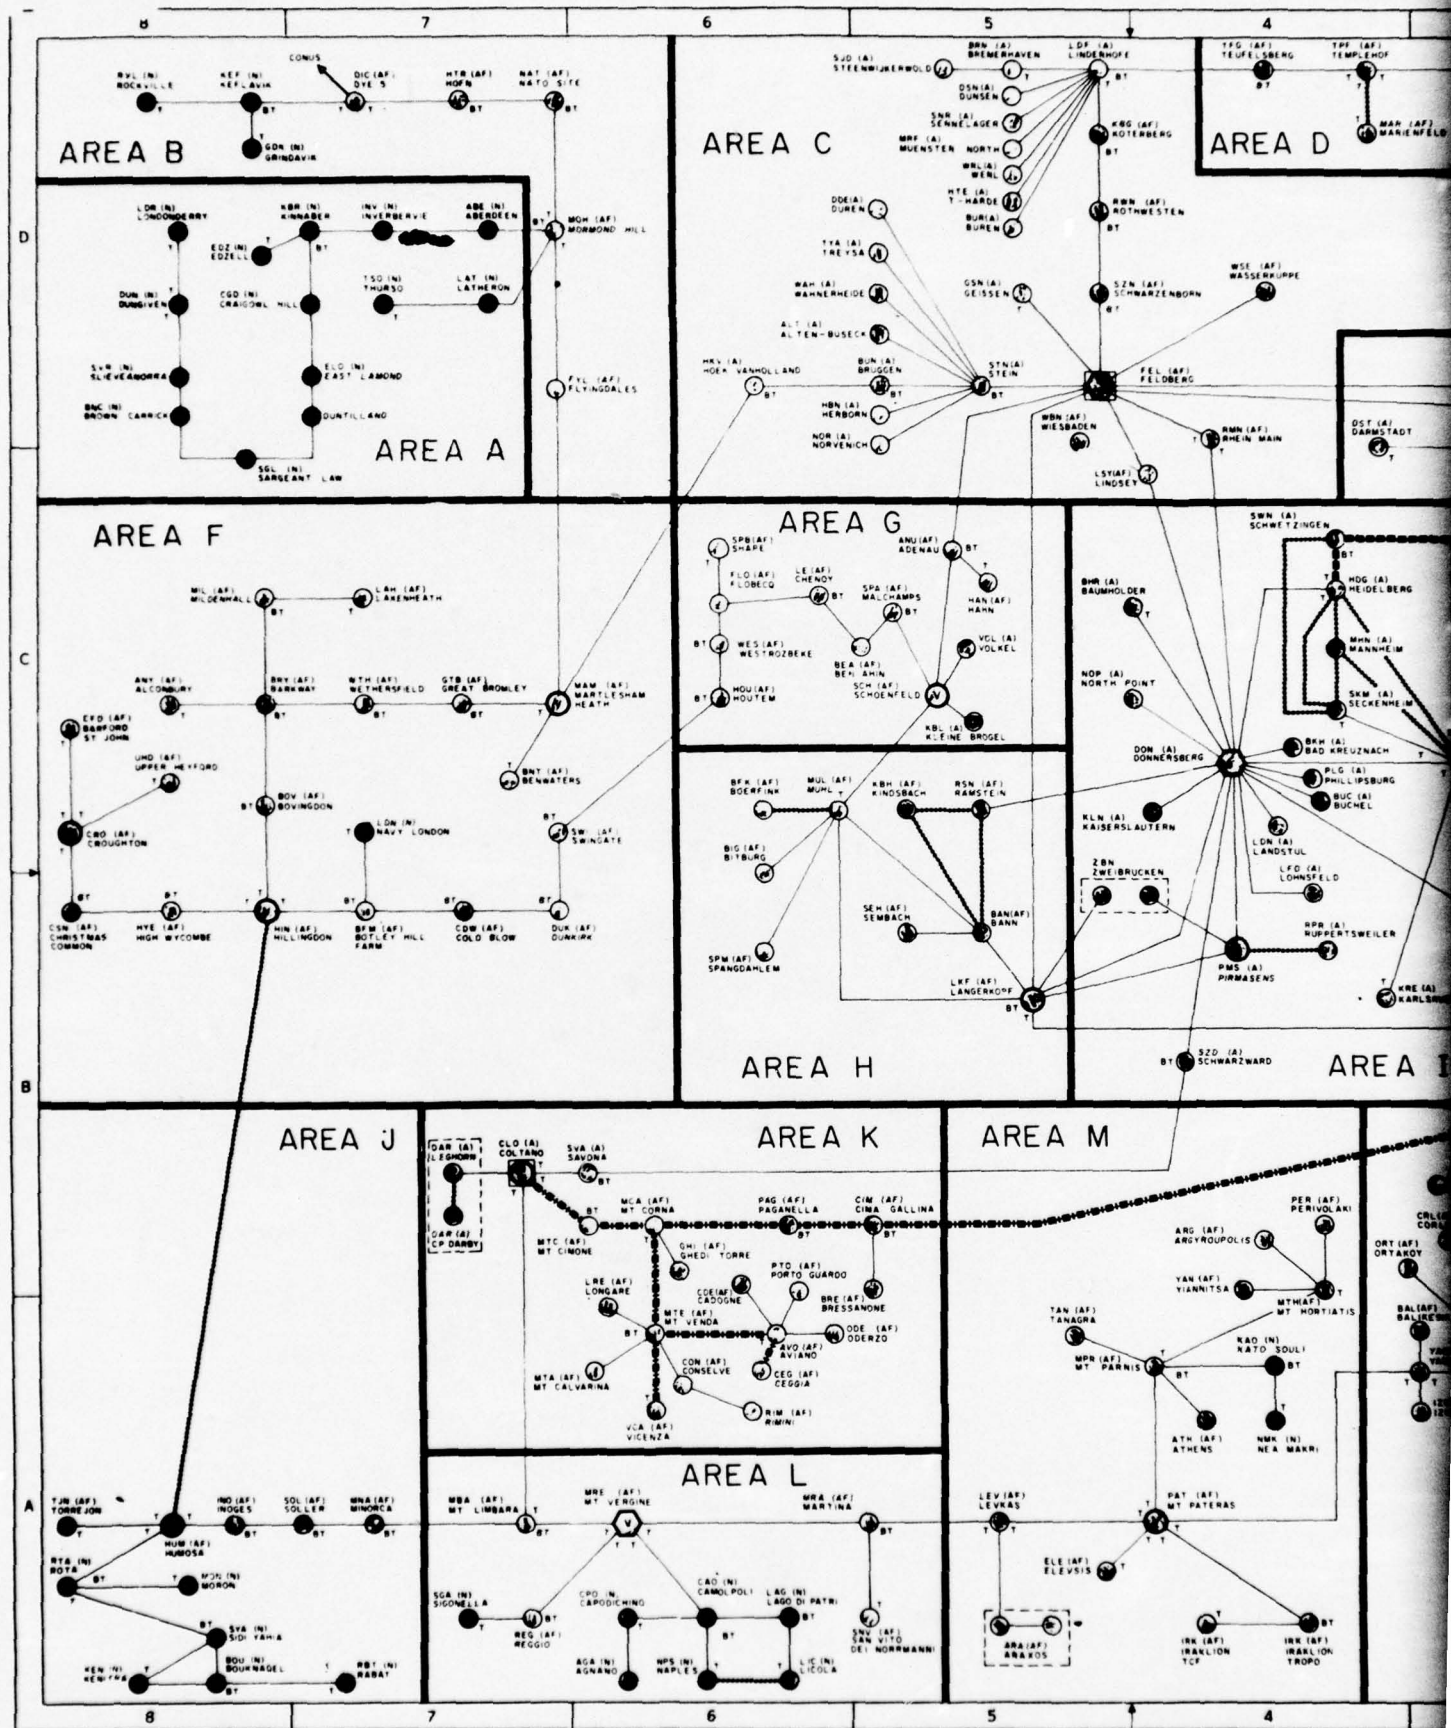 8
7
6
5
4
CONUS
RVL (N)
ROCKVILLE
KEF (N)
KEFLAVIK
DIC (AF)
DYE 5
HTR (AF)
HOFN
NAT (AF)
NATO SITE
GDK (N)
GRINDAVIK
AREA B
AREA C
SJD (A)
STEENWIJKERWOLD
BRN (A)
BREMERHAVEN
LDF (A)
LINDERHOFE
DSN (A)
DUNSEN
SNR (A)
SENNELAGER
MRF (A)
MUENSTER NORTH
WRL (A)
WERL
HTE (A)
T-HARDE
BUR (A)
BUREN
KBG (AF)
KOTERBERG
RWN (AF)
ROTHWESTEN
TFG (AF)
TEUFELSBERG
TPF (AF)
TEMPLEHOF
MAR (AF)
MARIENFELD
AREA D
D
LDR (N)
LONDONDERRY
KBR (N)
KINNABER
INV (N)
INVERBERVIE
ABE (N)
ABERDEEN
MOH (AF)
MORMOND HILL
EDZ (N)
EDZELL
DUN (N)
DUNGIVEN
CGD (N)
CRAIGOWL HILL
TSO (N)
THURSO
LAT (N)
LATHERON
SVR (N)
SLIEVEANORRA
ELD (N)
EAST LAMOND
BNC (N)
BROWN CARRICK
DUNTILLAND
SGL (N)
SARGEANT LAW
FYL (AF)
FLYINGDALES
AREA A
DDE (A)
DUREN
TYA (A)
TREYSA
WAH (A)
WAHNERHEIDE
ALT (A)
ALTEN-BUSECK
HKV (A)
HOEK VANHOLLAND
BUN (A)
BRUGGEN
HBN (A)
HERBORN
NOR (A)
NORVENICH
STN (A)
STEIN
GSN (A)
GEISSEN
SZN (AF)
SCHWARZENBORN
WSE (AF)
WASSERKUPPE
FEL (AF)
FELDBERG
WBN (AF)
WIESBADEN
RMN (AF)
RHEIN MAIN
LSY (AF)
LINDSEY
DST (A)
DARMSTADT
AREA F
MIL (AF)
MILDENHALL
LAH (AF)
LAKENHEATH
C
ANY (AF)
ALCONBURY
BRY (AF)
BARKWAY
WTH (AF)
WETHERSFIELD
GTB (AF)
GREAT BROMLEY
MAM (AF)
MARTLESHAM
HEATH
BARFORD
ST JOHN
UHD (AF)
UPPER HEYFORD
BOV (AF)
BOVINGDON
BNT (AF)
BENWATERS
CRO (AF)
CROUGHTON
LDN (N)
NAVY LONDON
SWI (AF)
SWINGATE
CSN (AF)
CHRISTMAS
COMMON
HYE (AF)
HIGH WYCOMBE
HIN (AF)
HILLINGDON
BFM (AF)
BOTLEY HILL
FARM
CDW (AF)
COLD BLOW
DUK (AF)
DUNKIRK
AREA G
SPB (AF)
SHAPE
FLO (AF)
FLOBECQ
LE (AF)
CHENOY
SPA (AF)
MALCHAMPS
ANU (AF)
ADENAU
HAN (AF)
HAHN
WES (AF)
WESTROZBEKE
BEA (AF)
BEN AHIN
VOL (A)
VOLKEL
HOU (AF)
HOUTEM
SCH (AF)
SCHOENFELD
KBL (A)
KLEINE BROGEL
BFK (A)
BOERFINK
MUL (AF)
MUHL
KBH (AF)
KINDSBACH
RSN (AF)
RAMSTEIN
BIG (AF)
BITBURG
SEH (AF)
SEMBACH
BAN (AF)
BANN
SPM (AF)
SPANGDAHLEM
LKF (AF)
LANGERKOPF
AREA H
SWN (A)
SCHWETZINGEN
BHR (A)
BAUMHOLDER
HDG (A)
HEIDELBERG
MHN (A)
MANNHEIM
NOP (A)
NORTH POINT
SKM (A)
SECKENHEIM
DON (A)
DONNERSBERG
BKH (A)
BAD KREUZNACH
PLG (A)
PHILLIPSBURG
BUC (A)
BUCHEL
KLN (A)
KAISERSLAUTERN
LDN (A)
LANDSTUL
ZBN
ZWEIBRUCKEN
LFD (A)
LOHNSFELD
RPR (A)
RUPPERTSWEILER
PMS (A)
PIRMASENS
KRE (A)
SZD (A)
SCHWARZWARD
B
AREA I
AREA J
AREA K
AREA M
DAR (A)
LEGHORN
CLO (A)
COLTANO
SVA (A)
SAVONA
DAR (A)
CP DARBY
MTC (AF)
MT CIMONE
MCA (AF)
MT CORNA
PAG (AF)
PAGANELLA
CIM (AF)
CIMA GALLINA
GHI (AF)
GHEDI TORRE
LRE (AF)
LONGARE
CDE (AF)
CADOGNE
PTO (AF)
PORTO GUARDO
BRE (AF)
BRESSANONE
MTE (AF)
MT VENDA
ODE (AF)
ODERZO
AVO (AF)
AVIANO
MTA (AF)
MT CALVARINA
CON (AF)
CONSELVE
CEG (AF)
CEGGIA
RIM (AF)
RIMINI
VCA (AF)
VICENZA
PER (AF)
PERIVOLAKI
ARG (AF)
ARGYROUPOLIS
YAN (AF)
YIANNITSA
MTH (AF)
MT HORTIATIS
ORT (AF)
ORTAKOY
TAN (AF)
TANAGRA
MPR (AF)
MT PARNIS
KAO (N)
KATO SOULI
ATH (AF)
ATHENS
NMK (N)
NEA MAKRI
AREA L
A
TJN (AF)
TORREJON
HUM (AF)
HUMOSA
INO (AF)
INOGES
SOL (AF)
SOLLER
MNA (AF)
MINORCA
MBA (AF)
MT LIMBARA
MRE (AF)
MT VERGINE
MRA (AF)
MARTINA
LEV (AF)
LEVKAS
PAT (AF)
MT PATERAS
RTA (N)
ROTA
MON (N)
MORON
SYA (N)
SIDI YAHIA
KEN (N)
KENITRA
BOU (N)
BOUKNADEL
RBT (N)
RABAT
SGA (N)
SIGONELLA
REG (AF)
REGGIO
CPO (N)
CAPODICHINO
CAO (N)
CAMOLPOLI
LAG (N)
LAGO DI PATRI
AGA (N)
AGNANO
NPS (N)
NAPLES
LIC (N)
LICOLA
SNV (AF)
SAN VITO
DEI NORRMANNI
ELE (AF)
ELEVSIS
ARA (AF)
ARAXOS
IRK (AF)
IRAKLION
TCF
IRK (AF)
IRAKLION
TROPO
8
7
6
5
4